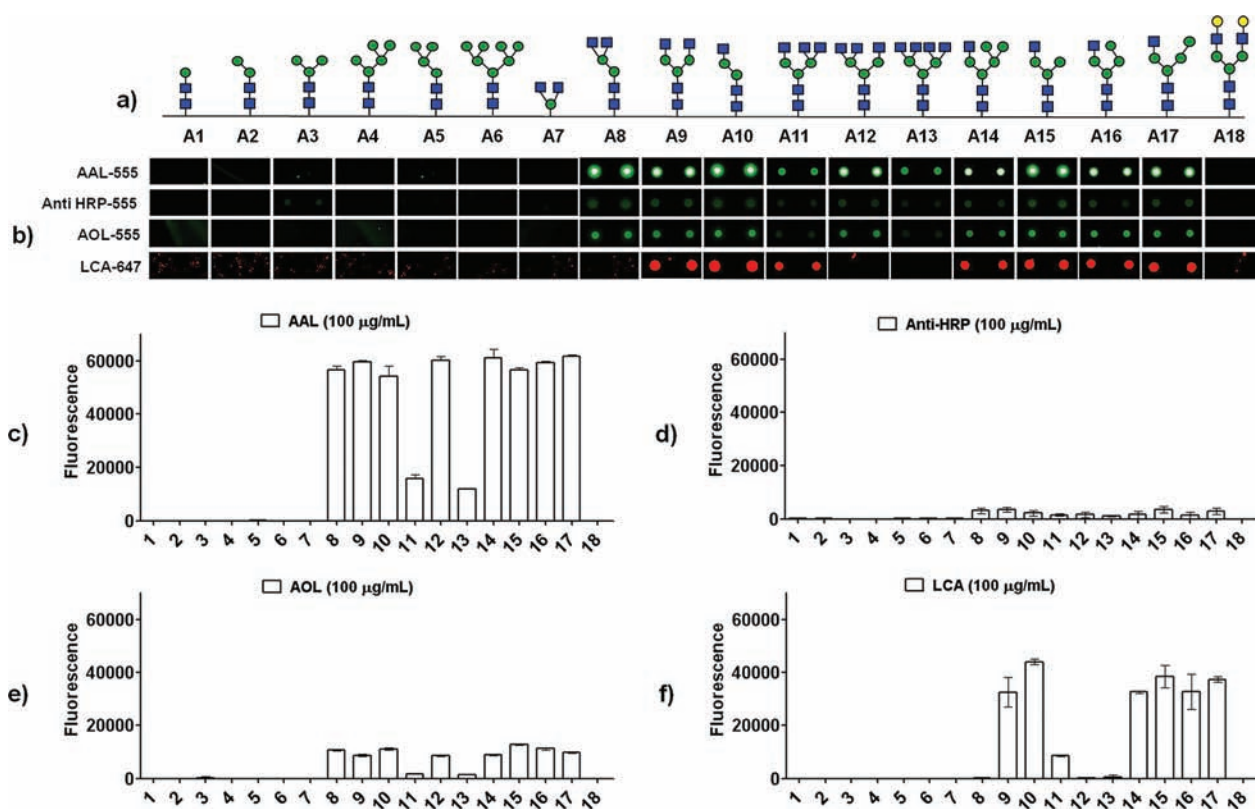 a)
A1 A2 A3 A4 A5 A6 A7 A8 A9 A10 A11 A12 A13 A14 A15 A16 A17 A18
b)
AAL-555
Anti HRP-555
AOL-555
LCA-647
c)
AAL (100 µg/mL)
Fluorescence
60000
40000
20000
0
1 2 3 4 5 6 7 8 9 10 11 12 13 14 15 16 17 18
d)
Anti-HRP (100 µg/mL)
Fluorescence
60000
40000
20000
0
1 2 3 4 5 6 7 8 9 10 11 12 13 14 15 16 17 18
e)
AOL (100 µg/mL)
Fluorescence
60000
40000
20000
0
1 2 3 4 5 6 7 8 9 10 11 12 13 14 15 16 17 18
f)
LCA (100 µg/mL)
Fluorescence
60000
40000
20000
0
1 2 3 4 5 6 7 8 9 10 11 12 13 14 15 16 17 18